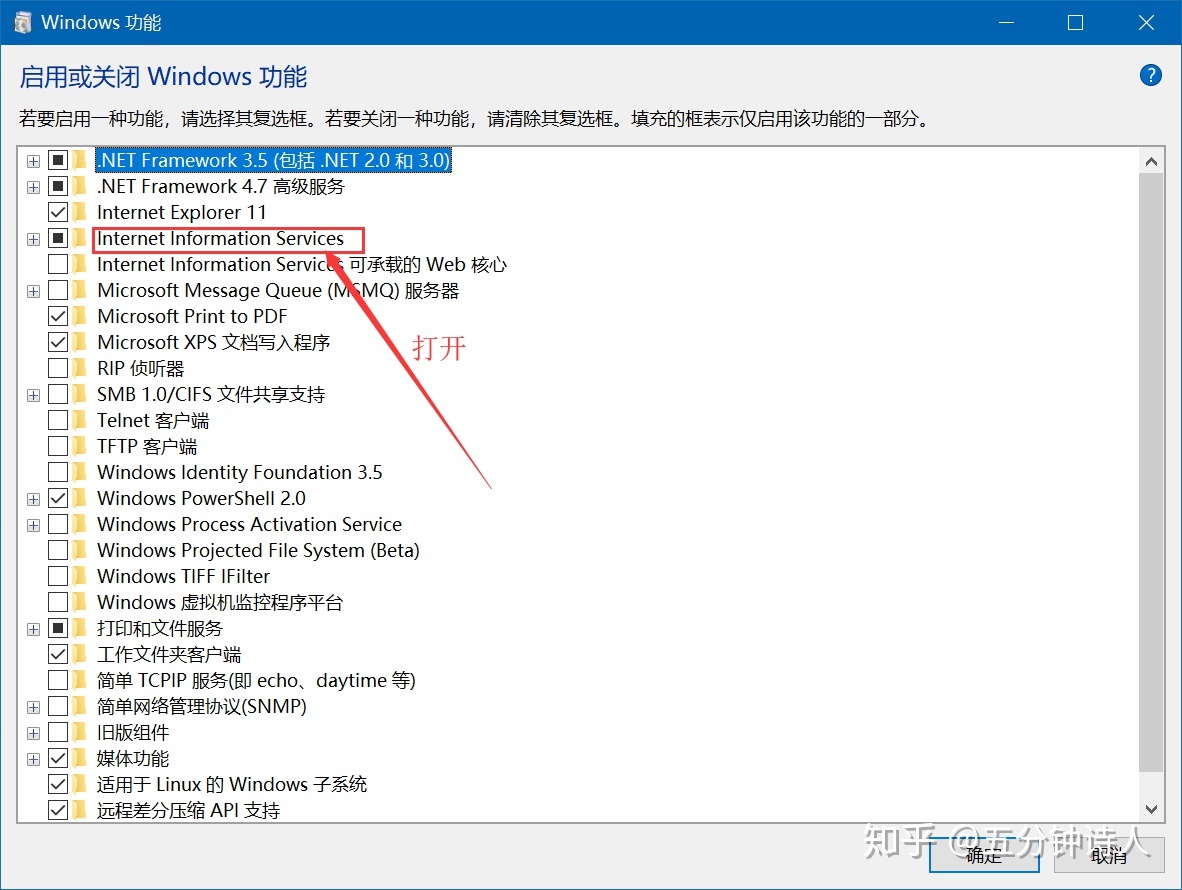 Windows 功能
启用或关闭 Windows 功能
?
若要启用一种功能，请选择其复选框。若要关闭一种功能，请清除其复选框。填充的框表示仅启用该功能的一部分。
.NET Framework 3.5 (包括 .NET 2.0 和 3.0)
.NET Framework 4.7 高级服务
Internet Explorer 11
Internet Information Services
Internet Information Services 可承载的 Web 核心
Microsoft Message Queue (MSMQ) 服务器
Microsoft Print to PDF
Microsoft XPS 文档写入程序
打开
RIP 侦听器
SMB 1.0/CIFS 文件共享支持
Telnet 客户端
TFTP 客户端
Windows Identity Foundation 3.5
Windows PowerShell 2.0
Windows Process Activation Service
Windows Projected File System (Beta)
Windows TIFF IFilter
Windows 虚拟机监控程序平台
打印和文件服务
工作文件夹客户端
简单 TCPIP 服务(即 echo、daytime 等)
简单网络管理协议(SNMP)
旧版组件
媒体功能
适用于 Linux 的 Windows 子系统
远程差分压缩 API 支持
知乎 @五分钟诗人
确定 取消